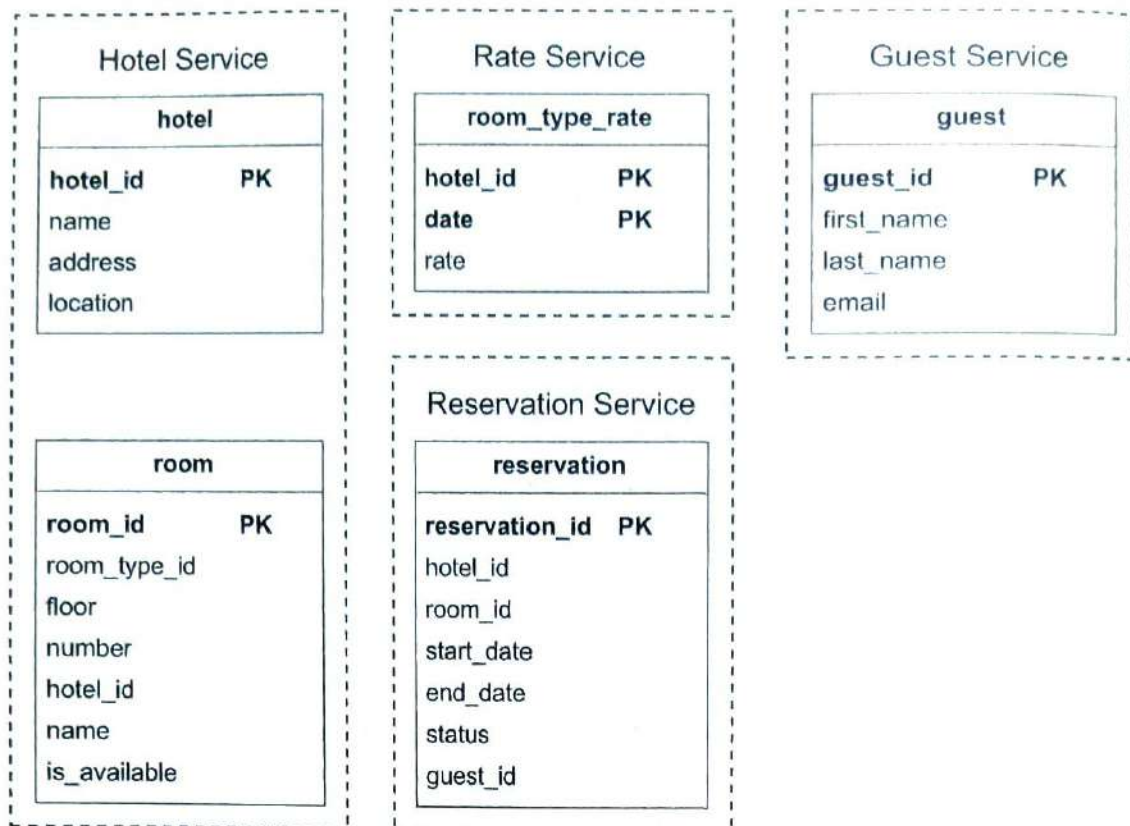 Hotel Service
hotel
hotel_id PK
name
address
location
room
room_id PK
room_type_id
floor
number
hotel_id
name
is_available
Rate Service
room_type_rate
hotel_id PK
date PK
rate
Reservation Service
reservation
reservation_id PK
hotel_id
room_id
start_date
end_date
status
guest_id
Guest Service
guest
guest_id PK
first_name
last_name
email